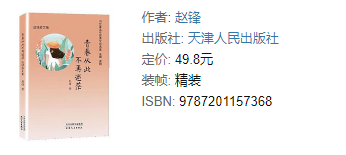 青春从此
不再迷茫
作者: 赵锋
出版社: 天津人民出版社
定价: 49.8元
装帧: 精装
ISBN: 9787201157368